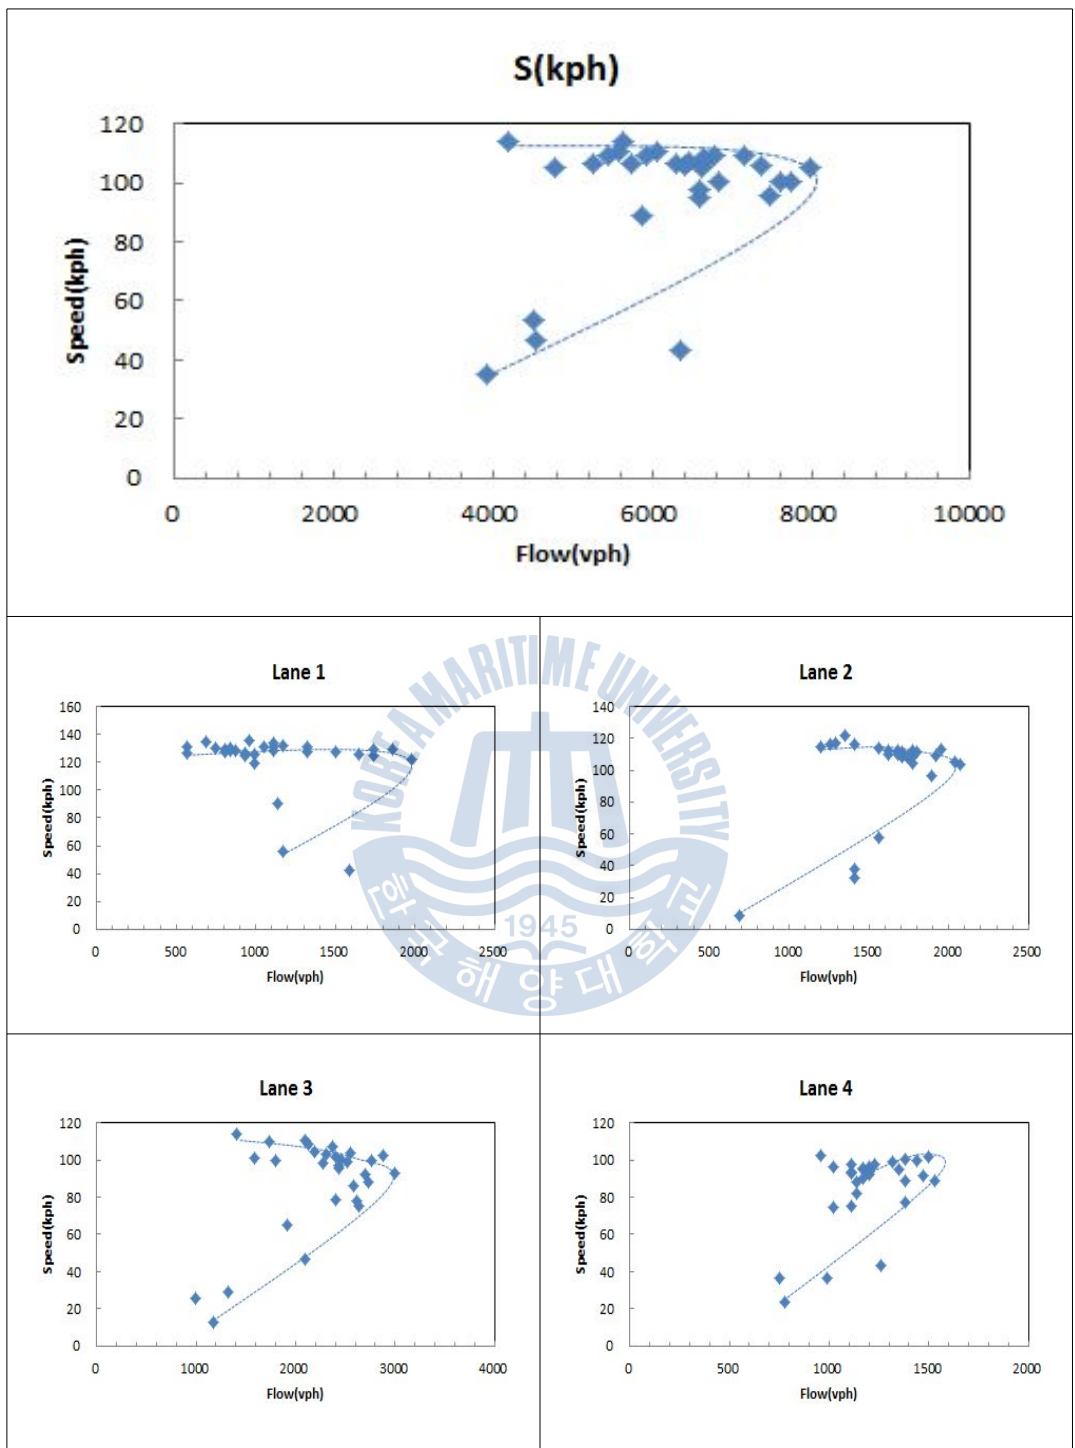 S(kph)
120
100
80
60
40
20
0
Speed(kph)
0 2000 4000 6000 8000 10000
Flow(vph)
Lane 1
160
140
120
100
80
60
40
20
0
Speed(kph)
0 500 1000 1500 2000 2500
Flow(vph)
Lane 2
140
120
100
80
60
40
20
0
Speed(kph)
0 500 1000 1500 2000 2500
Flow(vph)
KOREA MARITIME UNIVERSITY
1945
한국해양대학교
Lane 3
120
100
80
60
40
20
0
Speed(kph)
0 1000 2000 3000 4000
Flow(vph)
Lane 4
120
100
80
60
40
20
0
Speed(kph)
0 500 1000 1500 2000
Flow(vph)